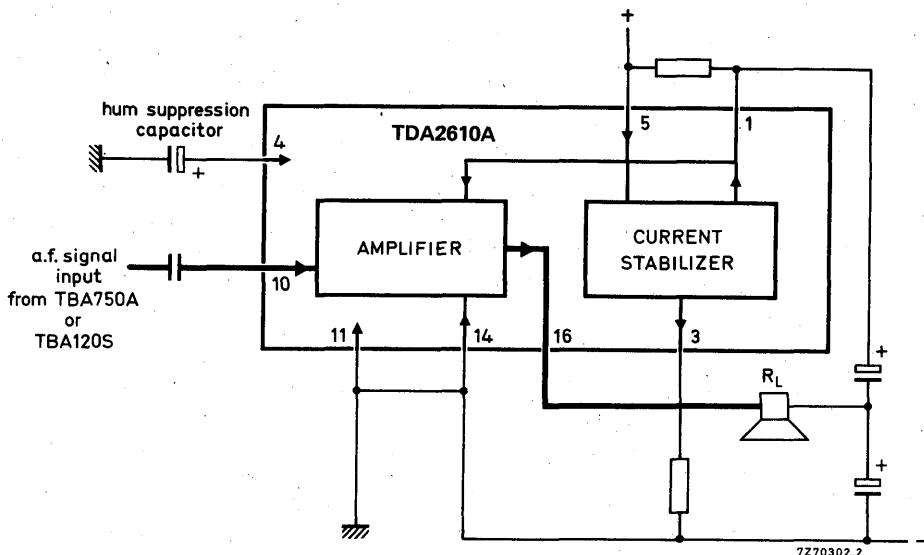 +
hum suppression
capacitor
TDA2610A
4
5
1
+
AMPLIFIER
CURRENT
STABILIZER
a.f. signal
input
from TBA750A
or
TBA120S
10
11
14
16
3
+
RL
+
7Z70302.2